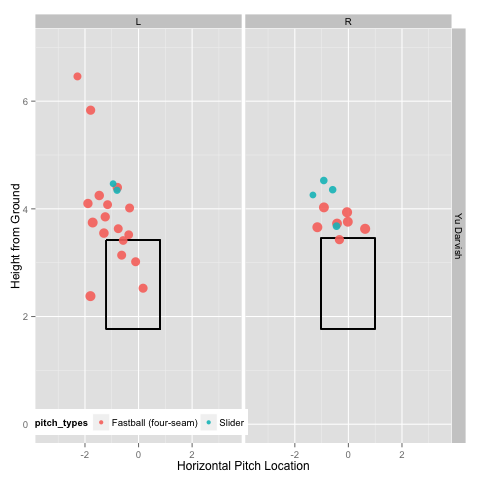 L
R
6
4
2
0
Height from Ground
Yu Darvish
pitch_types
Fastball (four-seam)
Slider
-2
0
2
-2
0
2
Horizontal Pitch Location